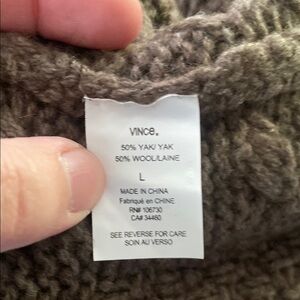 VINCE.
50% YAK/ YAK
50% WOOL/LAINE
L
MADE IN CHINA
Fabriqué en CHINE
RN# 106730
CA# 34460
SEE REVERSE FOR CARE
SOIN AU VERSO